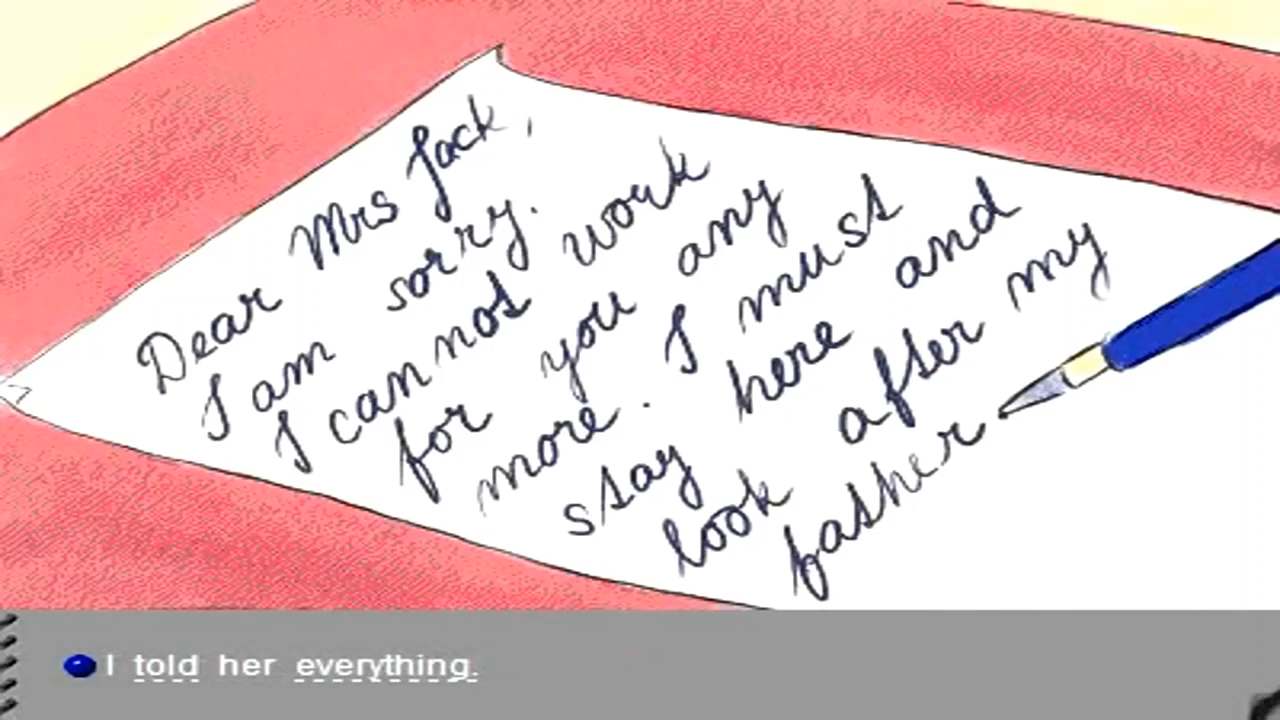 Dear Mrs Jack,
I am sorry.
I cannot work
for you any
more. I must
stay here and
look after my
father
I told her everything.